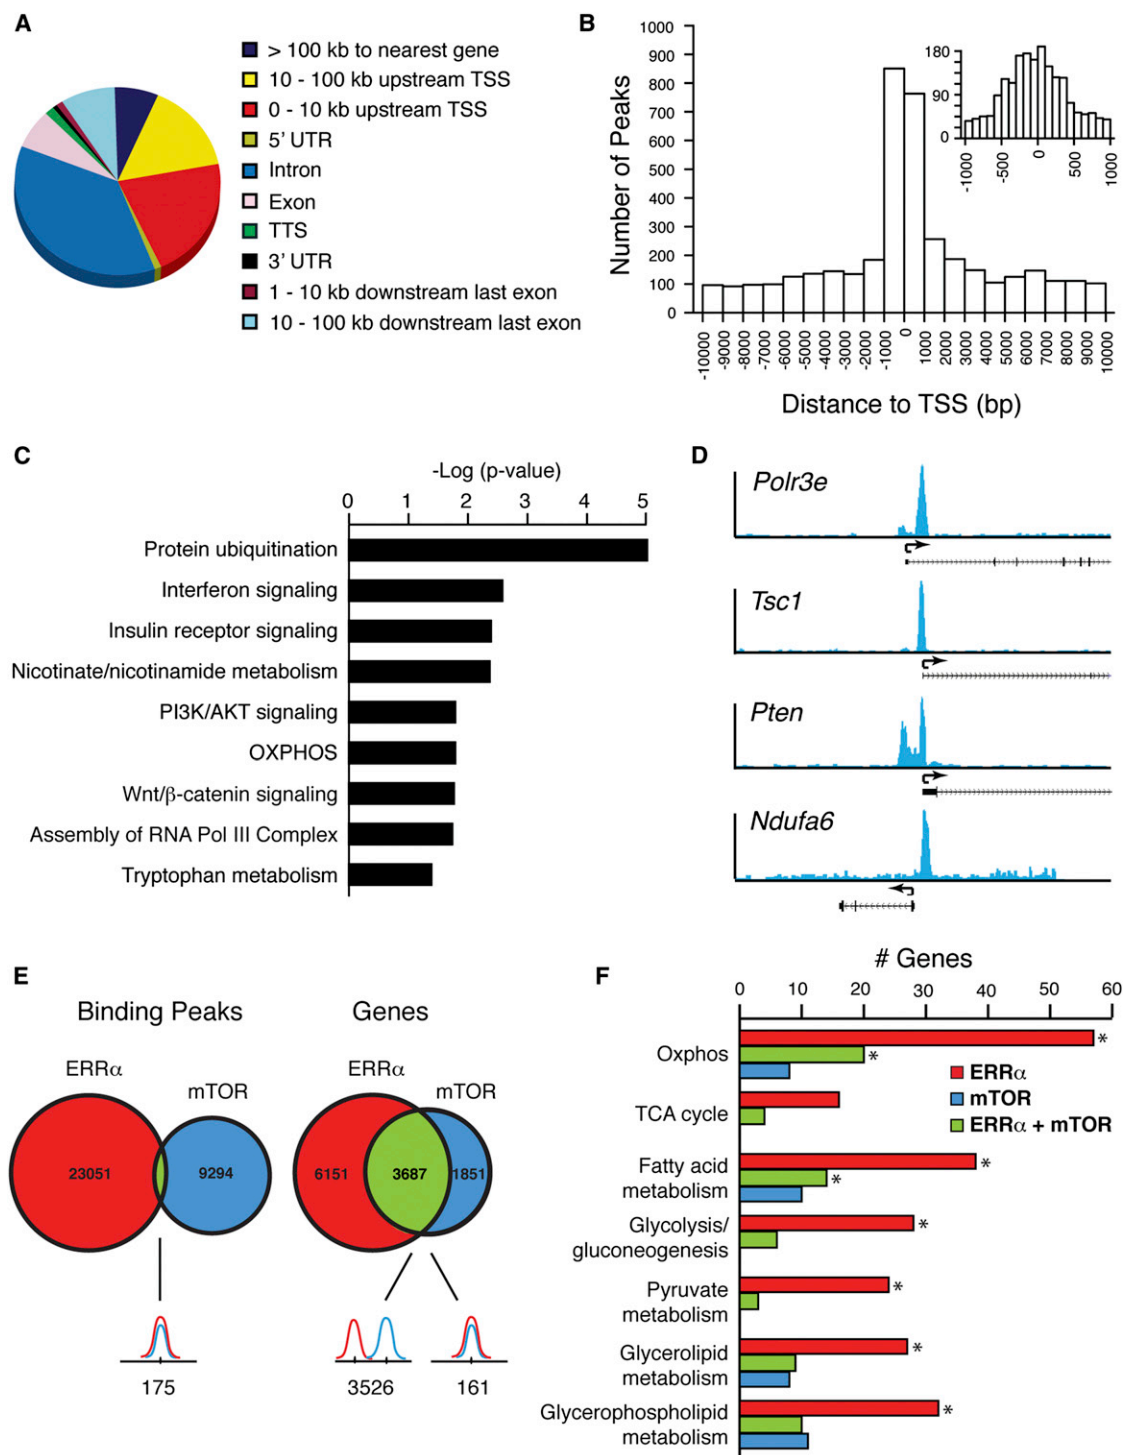 A
> 100 kb to nearest gene
10 - 100 kb upstream TSS
0 - 10 kb upstream TSS
5' UTR
Intron
Exon
TTS
3' UTR
1 - 10 kb downstream last exon
10 - 100 kb downstream last exon
B
Number of Peaks
1000
900
800
700
600
500
400
300
200
100
0
-10000
-9000
-8000
-7000
-6000
-5000
-4000
-3000
-2000
-1000
0
1000
2000
3000
4000
5000
6000
7000
8000
9000
10000
Distance to TSS (bp)
180
90
0
-1000
-500
0
500
1000
C
-Log (p-value)
0 1 2 3 4 5
Protein ubiquitination
Interferon signaling
Insulin receptor signaling
Nicotinate/nicotinamide metabolism
PI3K/AKT signaling
OXPHOS
Wnt/β-catenin signaling
Assembly of RNA Pol III Complex
Tryptophan metabolism
D
Polr3e
Tsc1
Pten
Ndufa6
E
Binding Peaks
ERRα
mTOR
23051
9294
175
Genes
ERRα
mTOR
6151
3687
1851
3526
161
F
# Genes
0 10 20 30 40 50 60
Oxphos
*
*
TCA cycle
Fatty acid
metabolism
*
*
Glycolysis/
gluconeogenesis
*
Pyruvate
metabolism
*
Glycerolipid
metabolism
*
Glycerophospholipid
metabolism
*
ERRα
mTOR
ERRα + mTOR